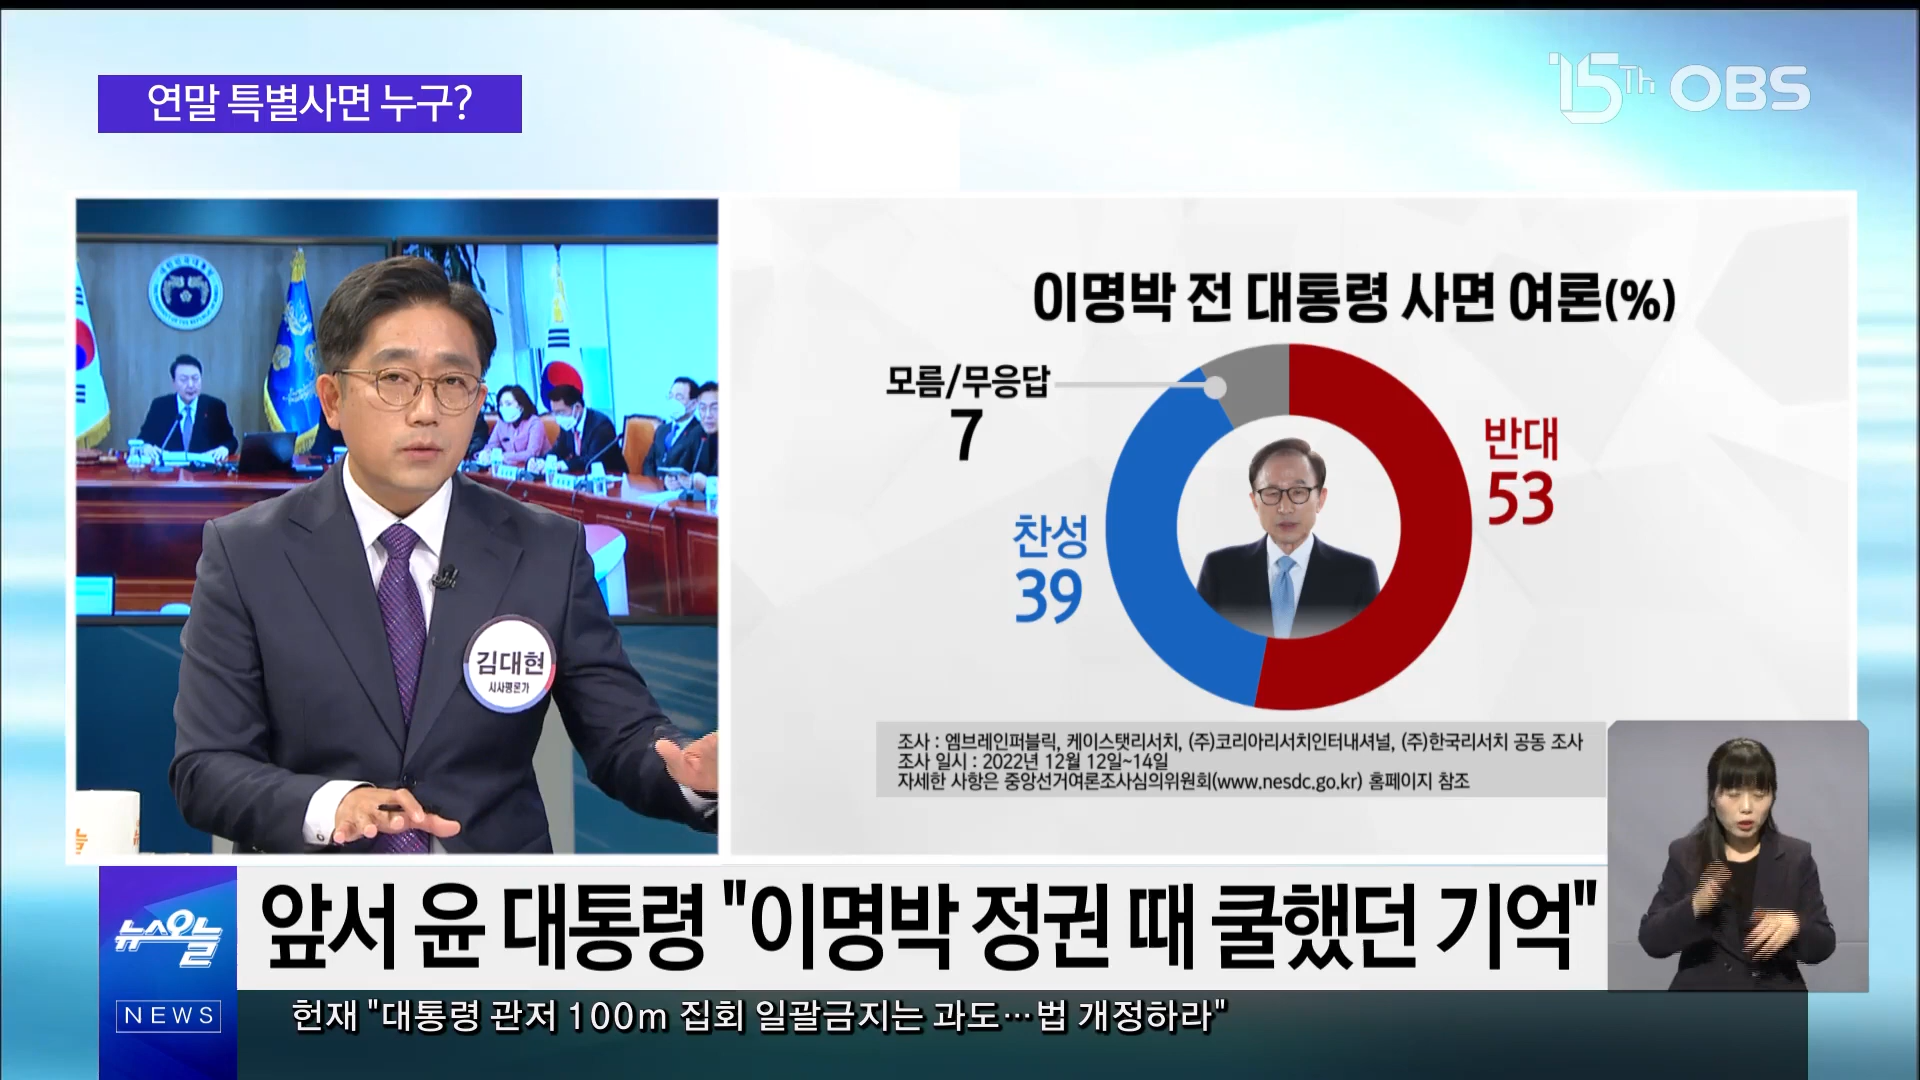 연말 특별사면 누구?
15Th OBS
이명박 전 대통령 사면 여론(%)
모름/무응답
7
반대
53
찬성
39
김대현
시사평론가
조사 : 엠브레인퍼블릭, 케이스탯리서치, (주)코리아리서치인터내셔널, (주)한국리서치 공동 조사
조사 일시 : 2022년 12월 12일~14일
자세한 사항은 중앙선거여론조사심의위원회(www.nesdc.go.kr) 홈페이지 참조
뉴스오늘
NEWS
앞서 윤 대통령 "이명박 정권 때 쿨했던 기억"
헌재 "대통령 관저 100m 집회 일괄금지는 과도…법 개정하라"